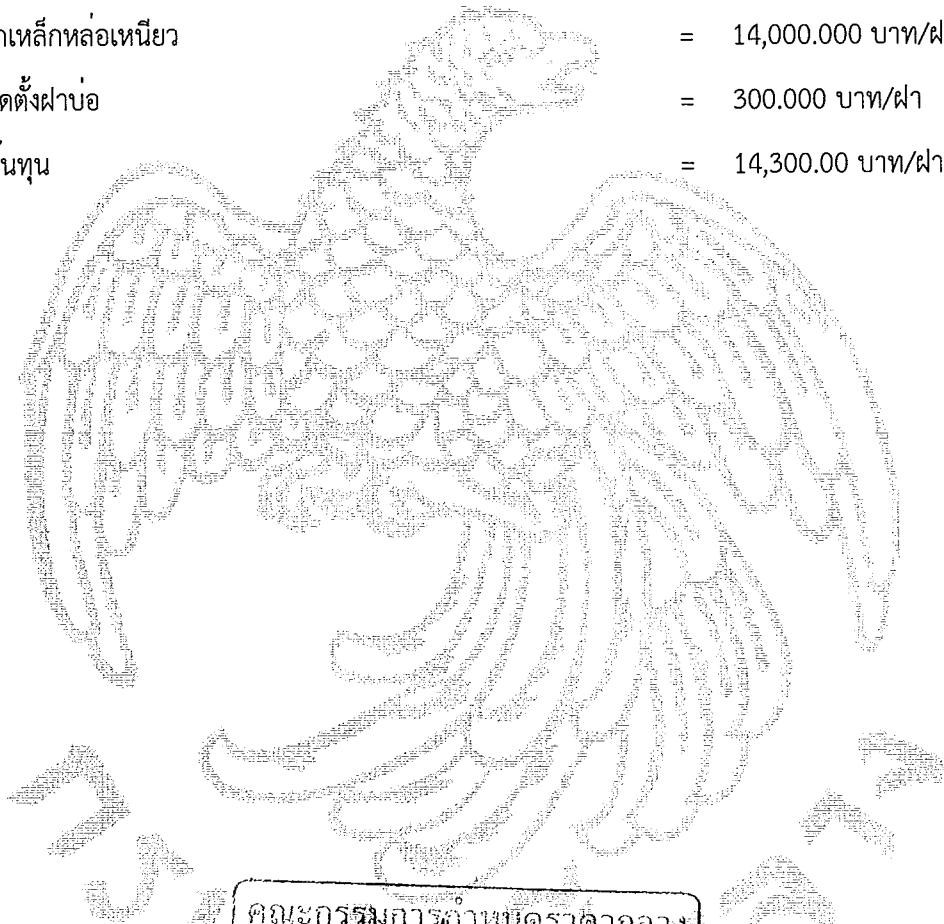 าเหล็กหล่อเหนียว = 14,000.000 บาท/ฝ
ดตั้งฝาบ่อ = 300.000 บาท/ฝา
้นทุน = 14,300.00 บาท/ฝา
คณะกรรมการกำหนดราคากลาง